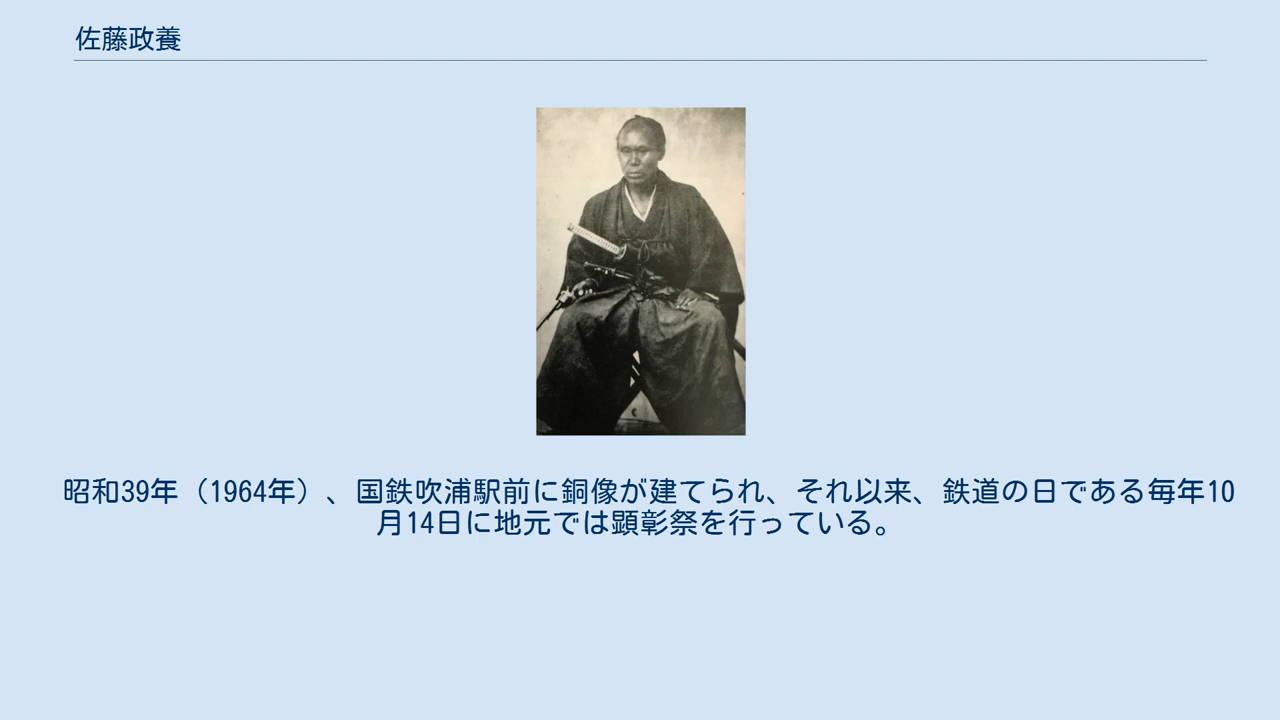 佐藤政養
昭和39年（1964年）、国鉄吹浦駅前に銅像が建てられ、それ以来、鉄道の日である毎年10
月14日に地元では顕彰祭を行っている。